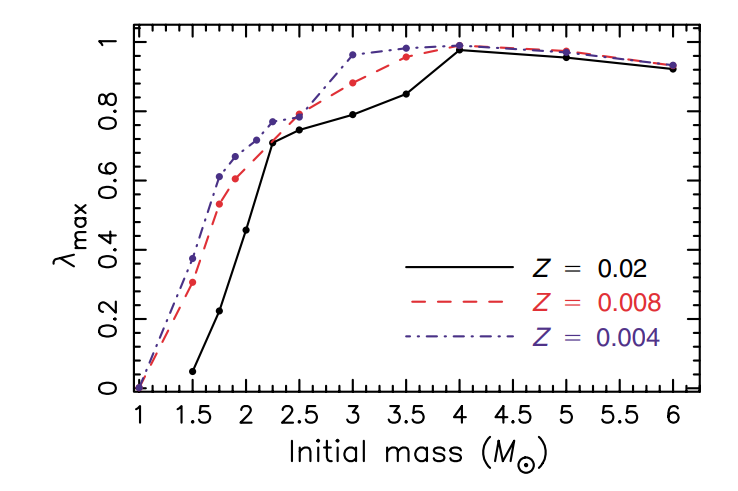 1
0.8
0.6
0.4
0.2
0
λmax
Z = 0.02
Z = 0.008
Z = 0.004
1 1.5 2 2.5 3 3.5 4 4.5 5 5.5 6
Initial mass (M⊙)